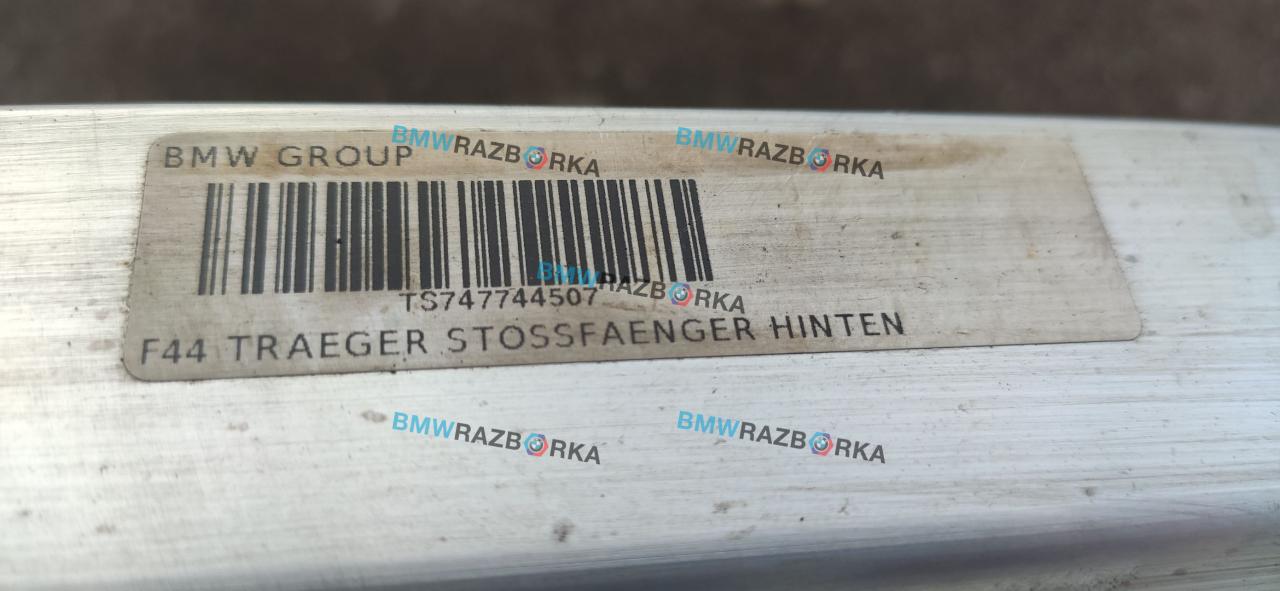 BMW GROUP
BMWRAZBORKA
BMWRAZBORKA
BMWRAZBORKA
TS747744507
F44 TRAEGER STOSSFAENGER HINTEN
BMWRAZBORKA
BMWRAZBORKA